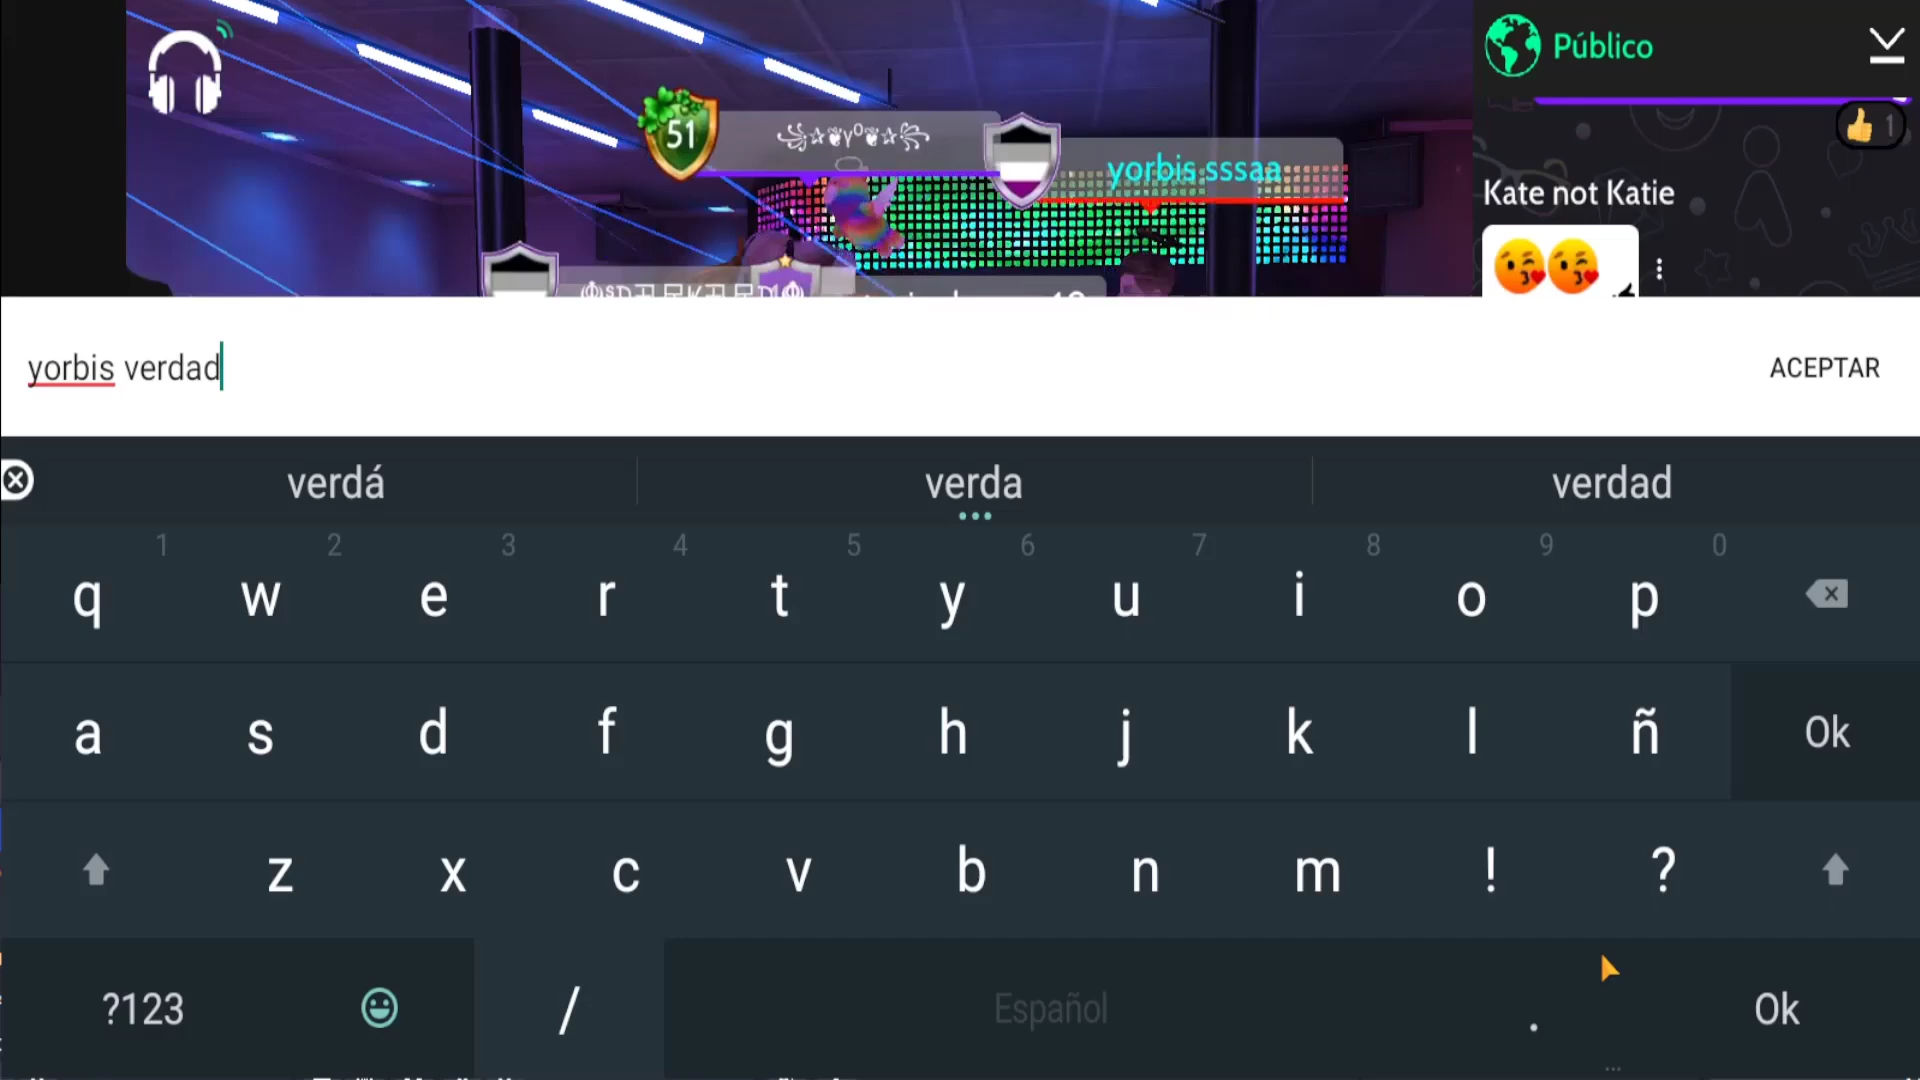 Público
51
1
yorbis sssaa
Kate not Katie
yorbis verdad
ACEPTAR
verdá verda verdad
1 2 3 4 5 6 7 8 9 0
q w e r t y u i o p
a s d f g h j k l ñ Ok
z x c v b n m ! ?
?123 / Español . Ok